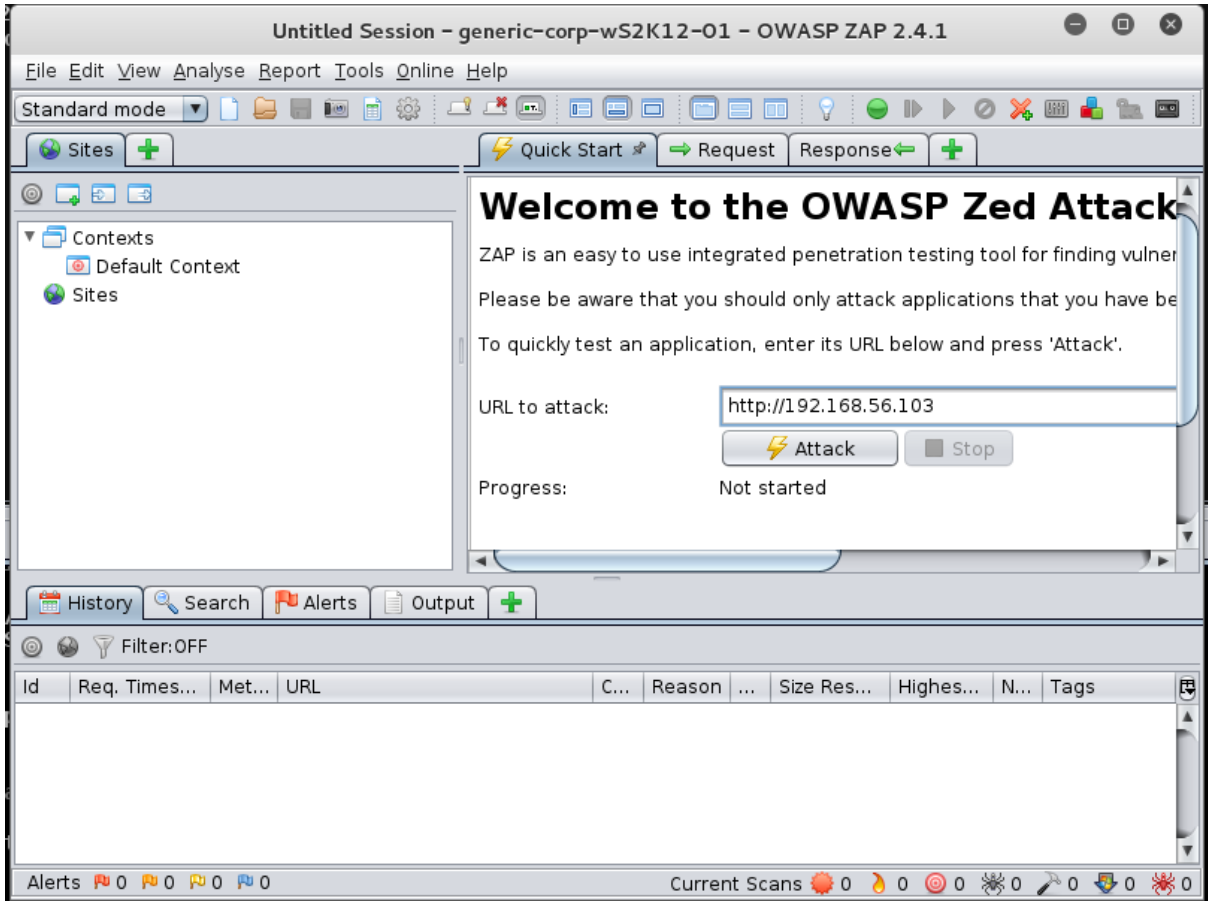 Untitled Session – generic-corp-wS2K12-01 – OWASP ZAP 2.4.1
File Edit View Analyse Report Tools Online Help
Standard mode
Sites
Quick Start
Request
Response
Contexts
Default Context
Sites
Welcome to the OWASP Zed Attack
ZAP is an easy to use integrated penetration testing tool for finding vulner
Please be aware that you should only attack applications that you have be
To quickly test an application, enter its URL below and press 'Attack'.
URL to attack: http://192.168.56.103
Attack Stop
Progress: Not started
History Search Alerts Output
Filter:OFF
Id Req. Times... Met... URL C... Reason ... Size Res... Highes... N... Tags
Alerts 0 0 0 0 Current Scans 0 0 0 0 0 0 0